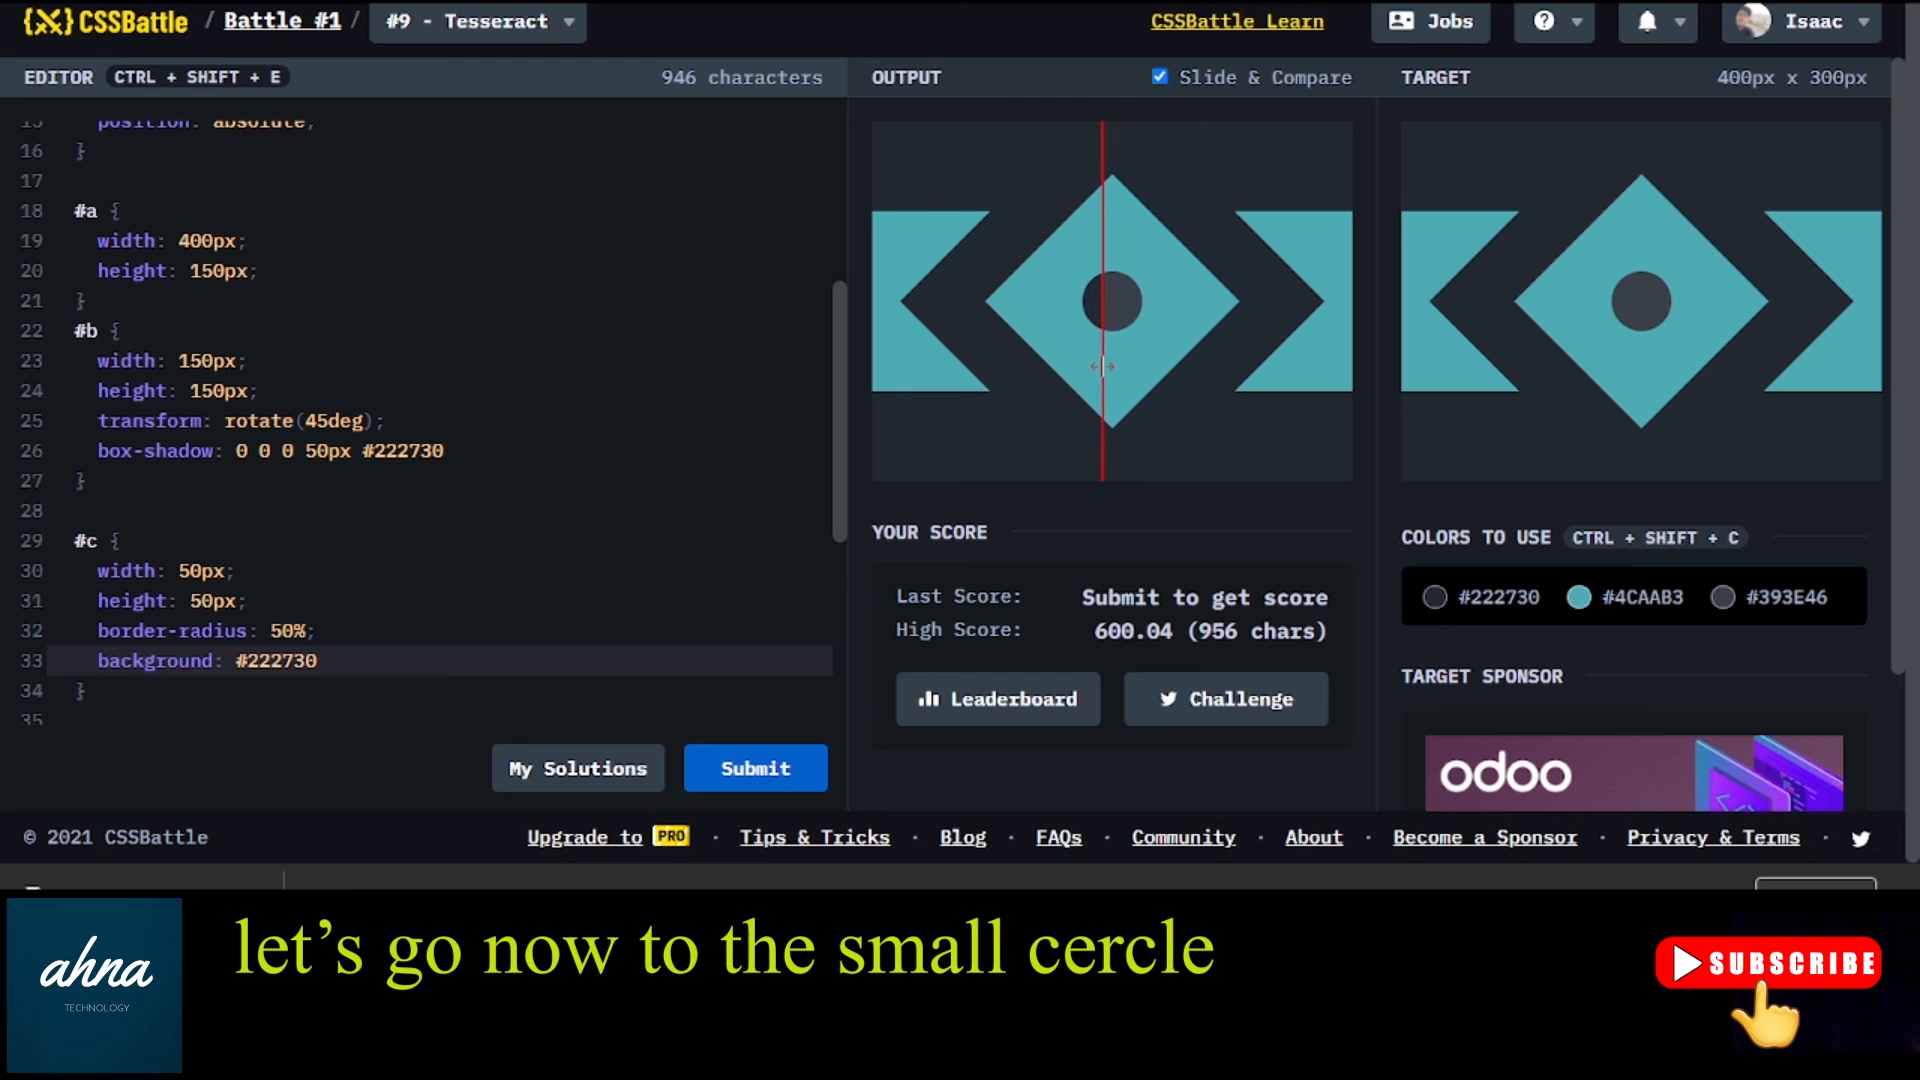 CSSBattle / Battle #1 / #9 - Tesseract
CSSBattle Learn
Jobs
Isaac
EDITOR CTRL + SHIFT + E 946 characters
OUTPUT Slide & Compare
TARGET 400px x 300px
15 position: absolute;
16 }
17
18 #a {
19 width: 400px;
20 height: 150px;
21 }
22 #b {
23 width: 150px;
24 height: 150px;
25 transform: rotate(45deg);
26 box-shadow: 0 0 0 50px #222730
27 }
28
29 #c {
30 width: 50px;
31 height: 50px;
32 border-radius: 50%;
33 background: #222730
34 }
35
My Solutions
Submit
YOUR SCORE
Last Score: Submit to get score
High Score: 600.04 (956 chars)
Leaderboard
Challenge
COLORS TO USE CTRL + SHIFT + C
#222730 #4CAAB3 #393E46
TARGET SPONSOR
odoo
© 2021 CSSBattle
Upgrade to PRO · Tips & Tricks · Blog · FAQs · Community · About · Become a Sponsor · Privacy & Terms ·
ahna
TECHNOLOGY
let's go now to the small cercle
SUBSCRIBE